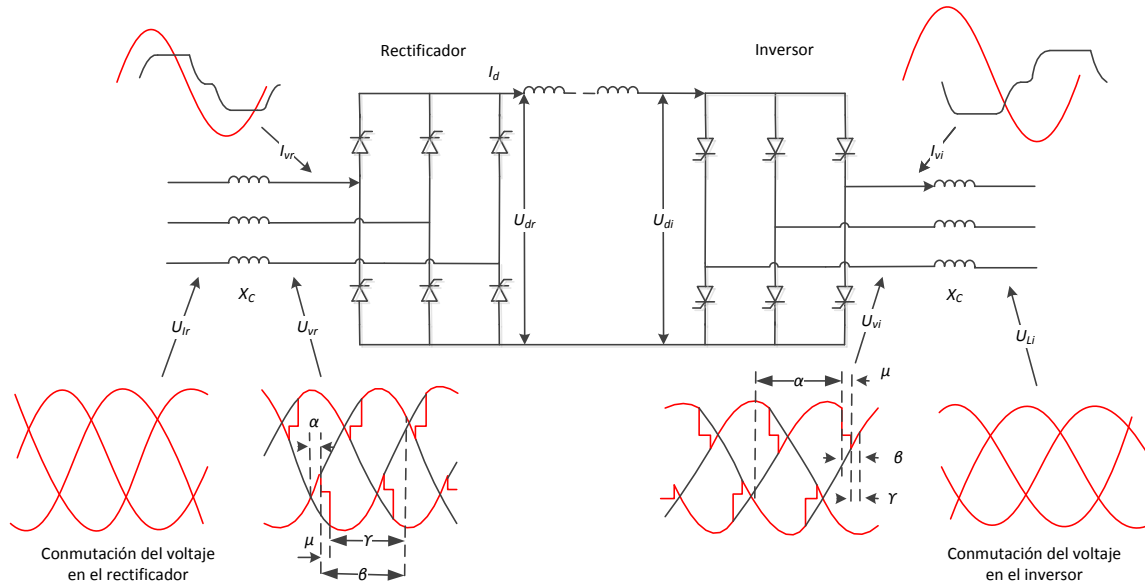 Rectificador
Inversor
I_d
I_vr
I_vi
U_dr
U_di
X_C
X_C
U_lr
U_vr
U_vi
U_Li
α
μ
γ
β
α
μ
β
γ
Conmutación del voltaje
en el rectificador
Conmutación del voltaje
en el inversor